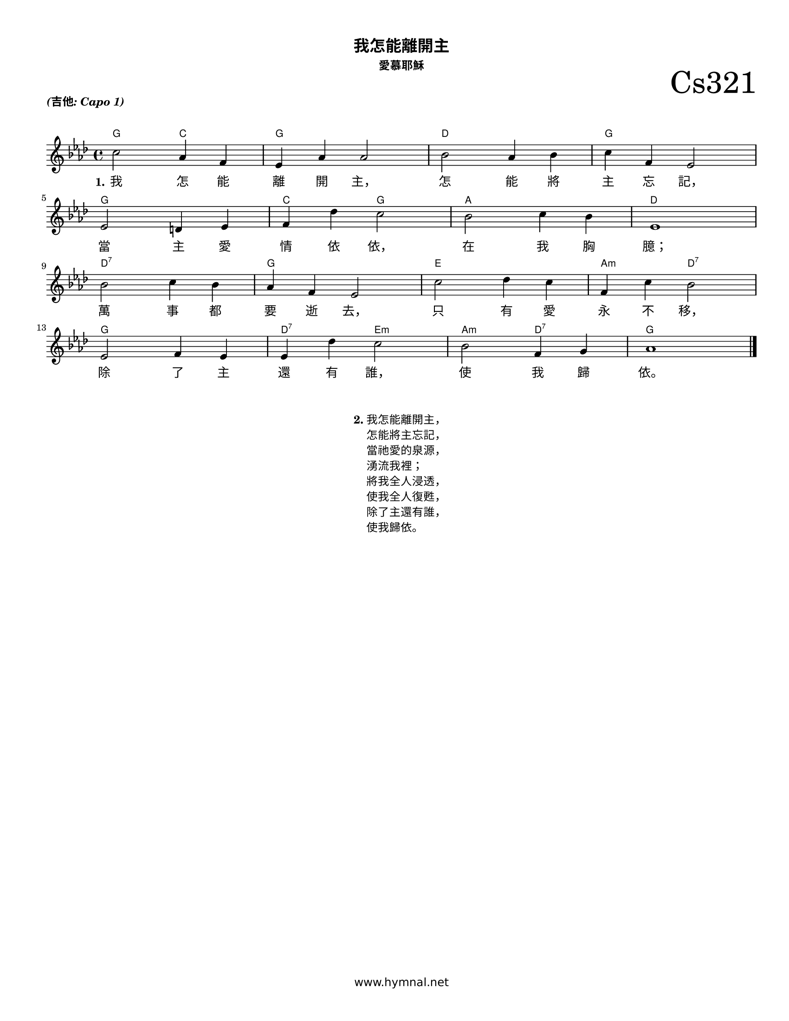 我怎能離開主
愛慕耶穌
Cs321
(吉他: Capo 1)
G C G D G
1. 我 怎 能 離 開 主， 怎 能 將 主 忘 記，
5 G C G A D
當 主 愛 情 依 依， 在 我 胸 臆；
9 D7 G E Am D7
萬 事 都 要 逝 去， 只 有 愛 永 不 移，
13 G D7 Em Am D7 G
除 了 主 還 有 誰， 使 我 歸 依。
2. 我怎能離開主，
怎能將主忘記，
當祂愛的泉源，
湧流我裡；
將我全人浸透，
使我全人復甦，
除了主還有誰，
使我歸依。
www.hymnal.net